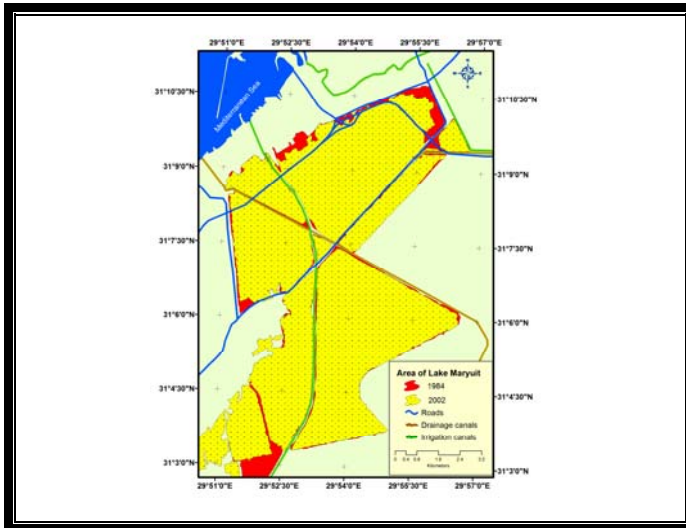 29°51'0"E 29°52'30"E 29°54'0"E 29°55'30"E 29°57'0"E
Mediterranean Sea
31°10'30"N 31°10'30"N
31°9'0"N 31°9'0"N
31°7'30"N 31°7'30"N
31°6'0"N 31°6'0"N
31°4'30"N 31°4'30"N
31°3'0"N 31°3'0"N
Area of Lake Maryuit
1984
2002
Roads
Drainage canals
Irrigation canals
Kilometers
29°51'0"E 29°52'30"E 29°54'0"E 29°55'30"E 29°57'0"E